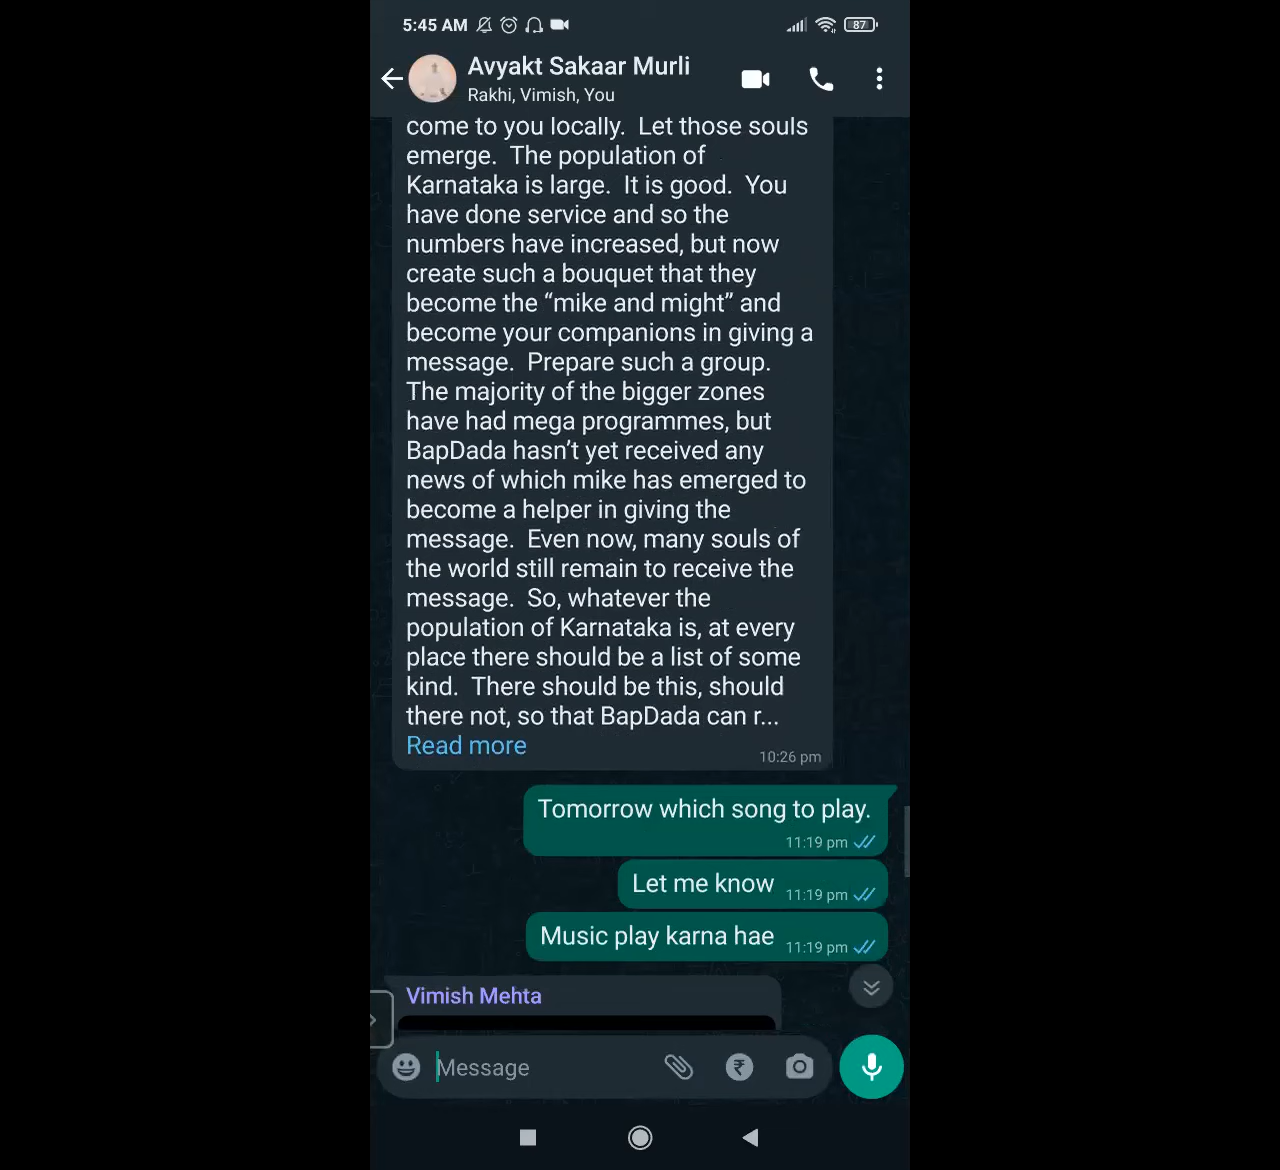 5:45 AM 87
Avyakt Sakaar Murli
Rakhi, Vimish, You
come to you locally.  Let those souls
emerge.  The population of
Karnataka is large.  It is good.  You
have done service and so the
numbers have increased, but now
create such a bouquet that they
become the “mike and might” and
become your companions in giving a
message.  Prepare such a group.
The majority of the bigger zones
have had mega programmes, but
BapDada hasn’t yet received any
news of which mike has emerged to
become a helper in giving the
message.  Even now, many souls of
the world still remain to receive the
message.  So, whatever the
population of Karnataka is, at every
place there should be a list of some
kind.  There should be this, should
there not, so that BapDada can r...
Read more
10:26 pm
Tomorrow which song to play.
11:19 pm
Let me know 11:19 pm
Music play karna hae 11:19 pm
Vimish Mehta
Message ₹